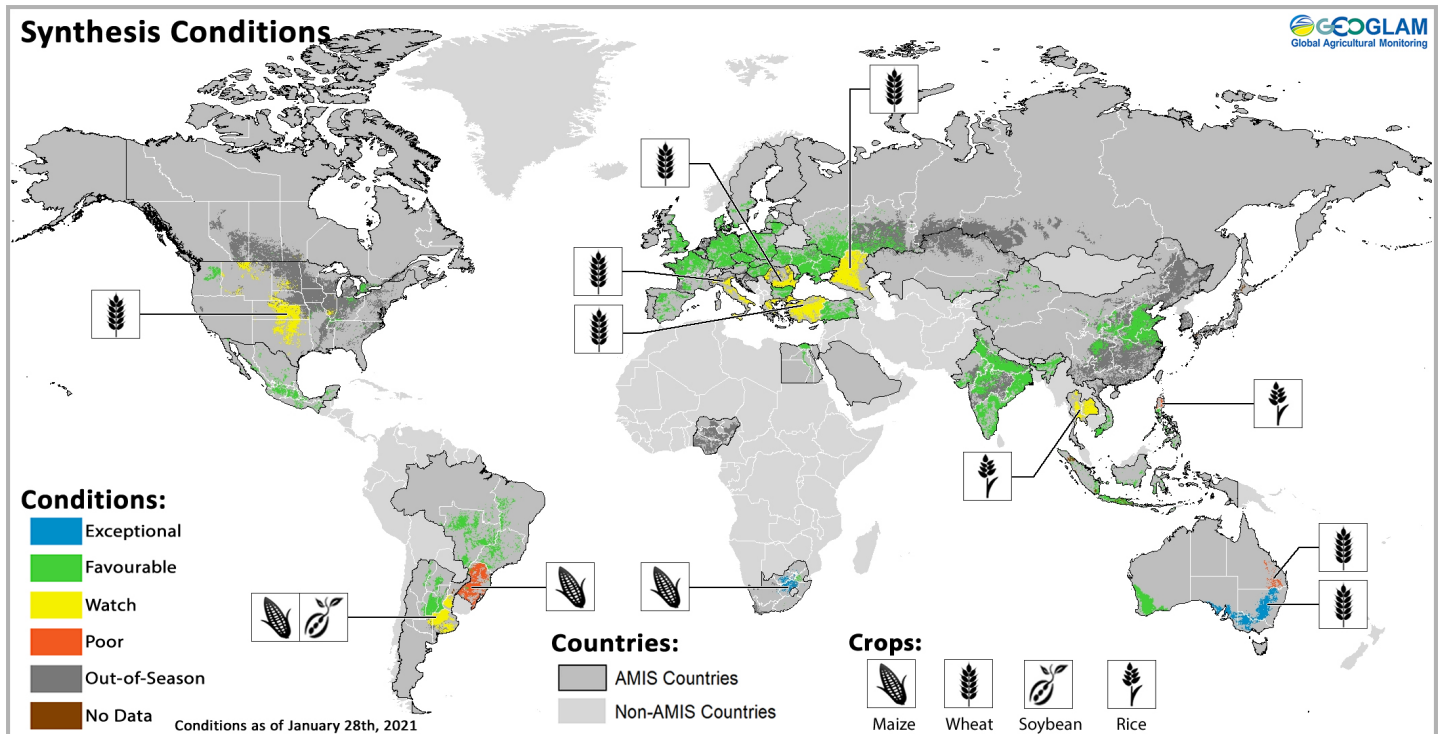 Synthesis Conditions
GEOGLAM
Global Agricultural Monitoring
Conditions:
Exceptional
Favourable
Watch
Poor
Out-of-Season
No Data
Conditions as of January 28th, 2021
Countries:
AMIS Countries
Non-AMIS Countries
Crops:
Maize
Wheat
Soybean
Rice